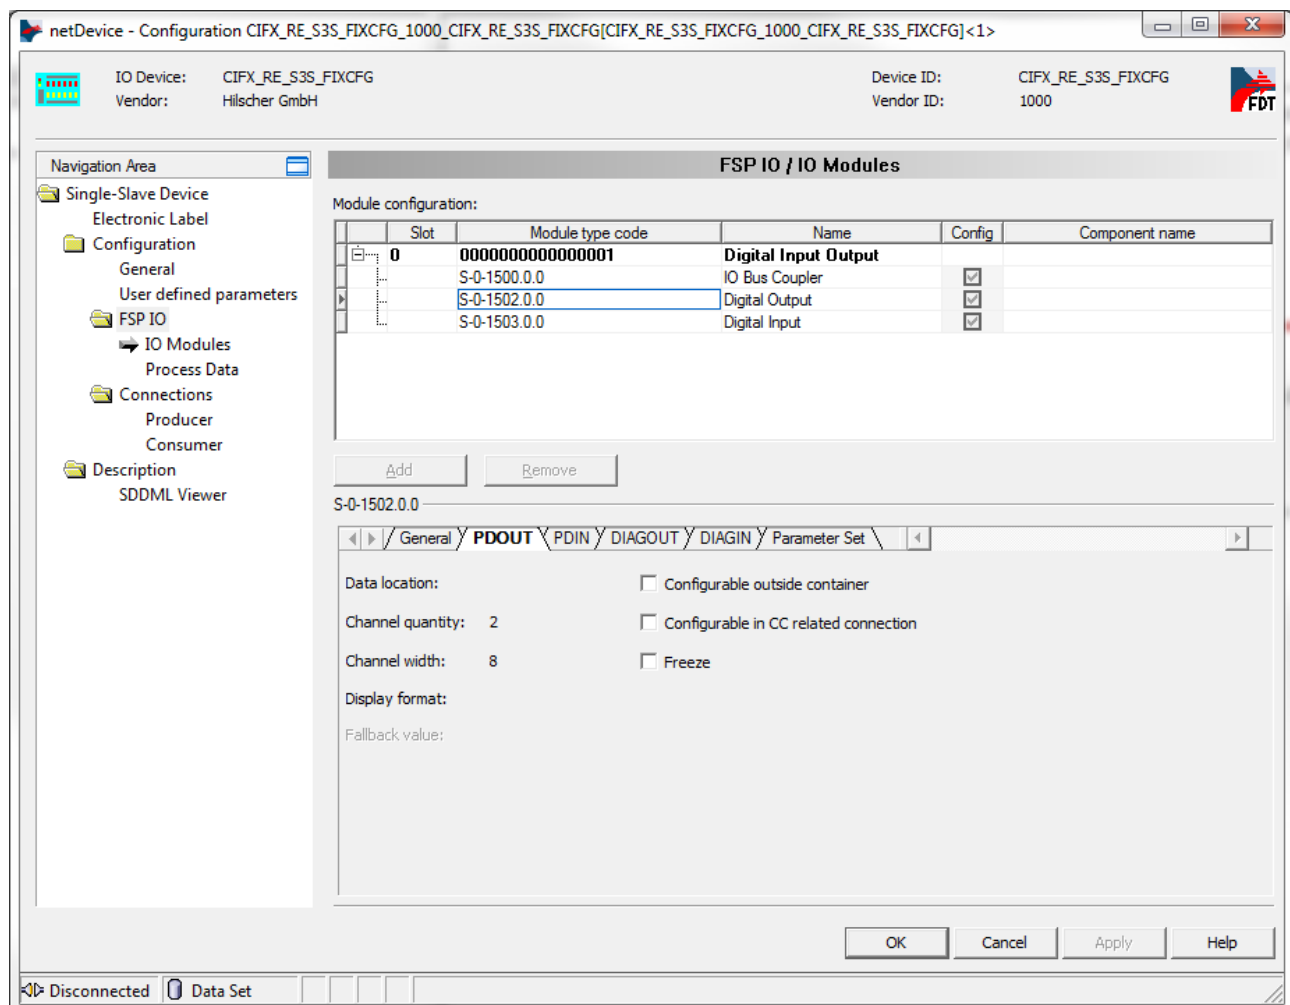 netDevice - Configuration CIFX_RE_S3S_FIXCFG_1000_CIFX_RE_S3S_FIXCFG[CIFX_RE_S3S_FIXCFG_1000_CIFX_RE_S3S_FIXCFG]<1>
IO Device: CIFX_RE_S3S_FIXCFG Device ID: CIFX_RE_S3S_FIXCFG
Vendor: Hilscher GmbH Vendor ID: 1000
FDT
Navigation Area
Single-Slave Device
Electronic Label
Configuration
General
User defined parameters
FSP IO
IO Modules
Process Data
Connections
Producer
Consumer
Description
SDDML Viewer
FSP IO / IO Modules
Module configuration:
Slot Module type code Name Config Component name
0 0000000000000001 Digital Input Output
S-0-1500.0.0 IO Bus Coupler
S-0-1502.0.0 Digital Output
S-0-1503.0.0 Digital Input
Add Remove
S-0-1502.0.0
General PDOUT PDIN DIAGOUT DIAGIN Parameter Set
Data location: Configurable outside container
Channel quantity: 2 Configurable in CC related connection
Channel width: 8 Freeze
Display format:
Fallback value:
OK Cancel Apply Help
Disconnected Data Set